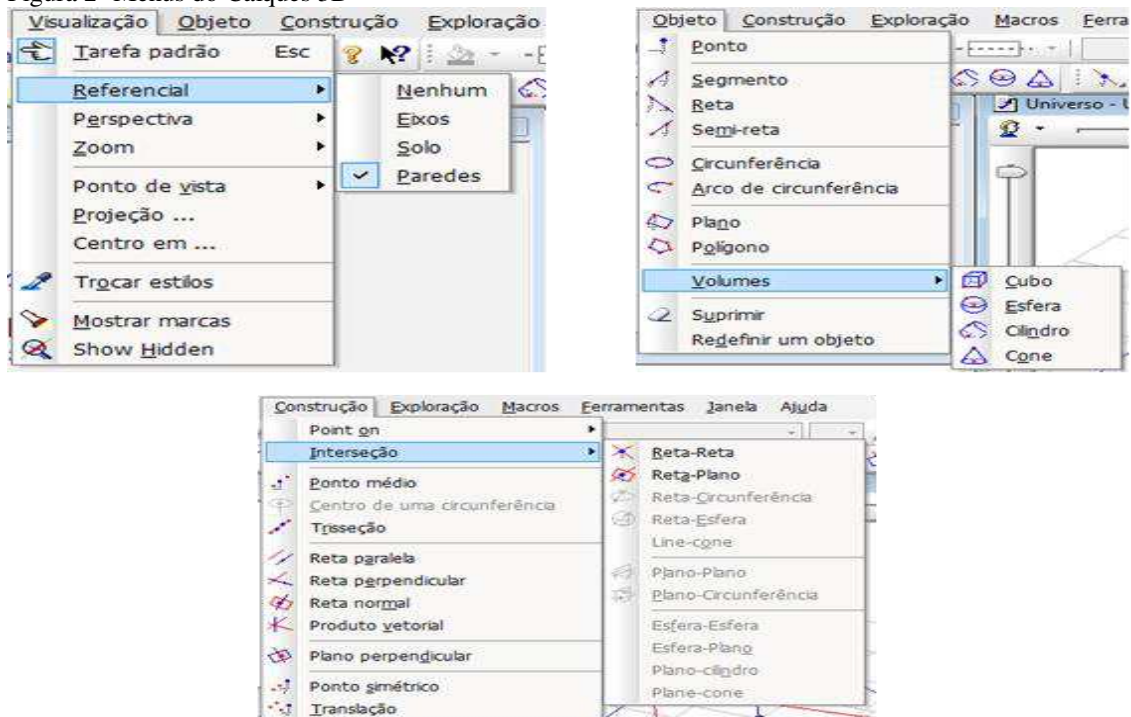 Figura 2- Menus do Calques 3D
Visualização Objeto Construção Exploração
Tarefa padrão Esc
Referencial
Perspectiva
Zoom
Ponto de vista
Projeção ...
Centro em ...
Trocar estilos
Mostrar marcas
Show Hidden
Nenhum
Eixos
Solo
Paredes
Objeto Construção Exploração Macros Ferra
Ponto
Segmento
Reta
Semi-reta
Circunferência
Arco de circunferência
Plano
Polígono
Volumes
Suprimir
Redefinir um objeto
Universo - U
Cubo
Esfera
Cilindro
Cone
Construção Exploração Macros Ferramentas Janela Ajuda
Point on
Interseção
Ponto médio
Centro de uma circunferência
Trisseção
Reta paralela
Reta perpendicular
Reta normal
Produto vetorial
Plano perpendicular
Ponto simétrico
Translação
Reta-Reta
Reta-Plano
Reta-Circunferência
Reta-Esfera
Line-cone
Plano-Plano
Plano-Circunferência
Esfera-Esfera
Esfera-Plano
Plano-cilindro
Plane-cone